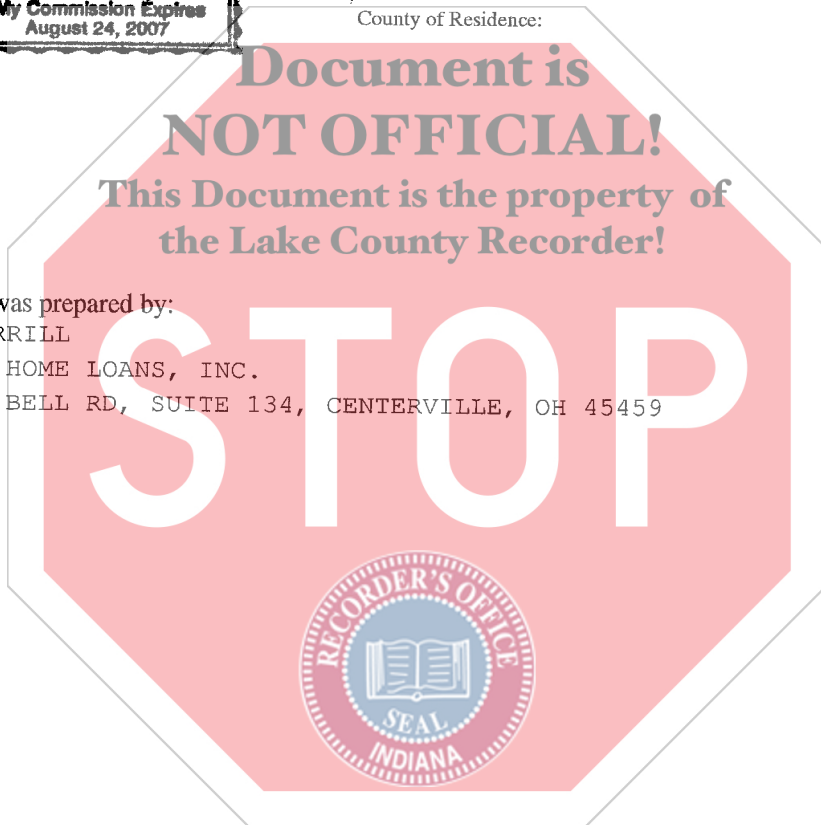 My Commission Expires
August 24, 2007
County of Residence:
Document is
NOT OFFICIAL!
This Document is the property of
the Lake County Recorder!
was prepared by:
RRILL
HOME LOANS, INC.
BELL RD, SUITE 134, CENTERVILLE, OH 45459
STOP
RECORDER'S OFFICE
SEAL
INDIANA